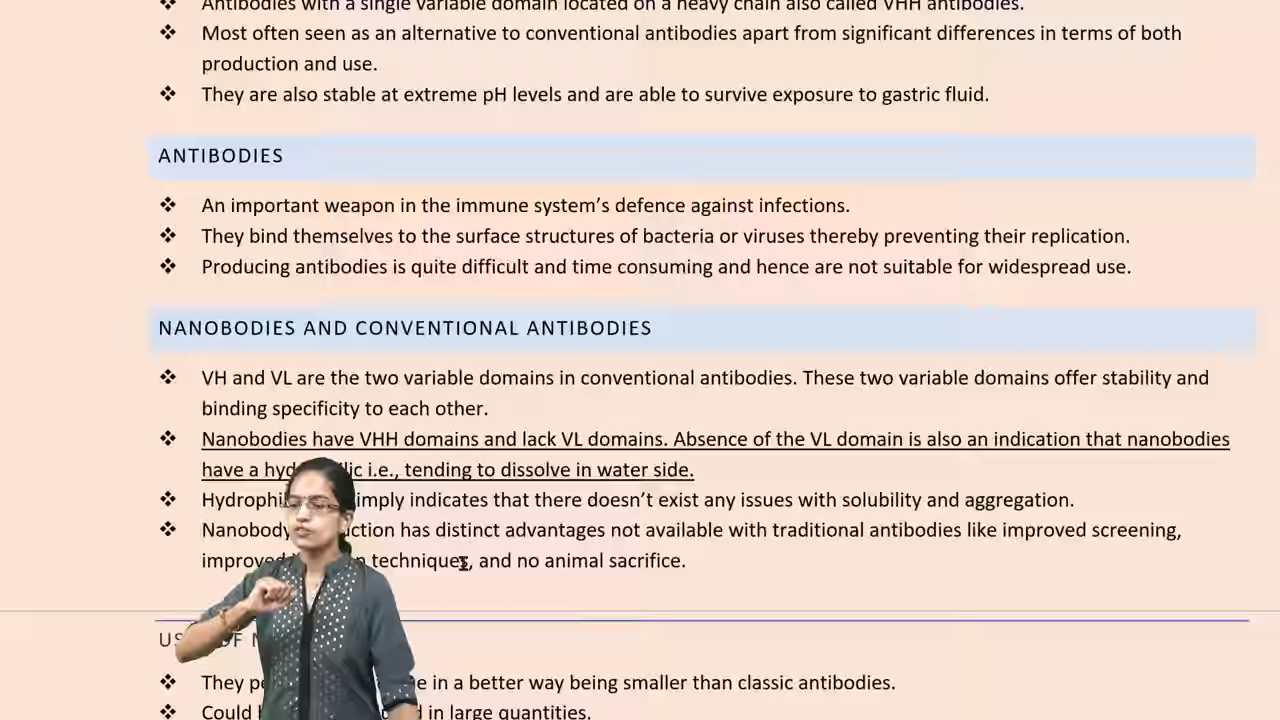 Antibodies with a single variable domain located on a heavy chain also called VHH antibodies.
Most often seen as an alternative to conventional antibodies apart from significant differences in terms of both
production and use.
They are also stable at extreme pH levels and are able to survive exposure to gastric fluid.
ANTIBODIES
An important weapon in the immune system's defence against infections.
They bind themselves to the surface structures of bacteria or viruses thereby preventing their replication.
Producing antibodies is quite difficult and time consuming and hence are not suitable for widespread use.
NANOBODIES AND CONVENTIONAL ANTIBODIES
VH and VL are the two variable domains in conventional antibodies. These two variable domains offer stability and
binding specificity to each other.
Nanobodies have VHH domains and lack VL domains. Absence of the VL domain is also an indication that nanobodies
have a i.e., tending to dissolve in water side.
simply indicates that there doesn't exist any issues with solubility and aggregation.
has distinct advantages not available with traditional antibodies like improved screening,
improved techniques, and no animal sacrifice.
OF
They in a better way being smaller than classic antibodies.
Could in large quantities.